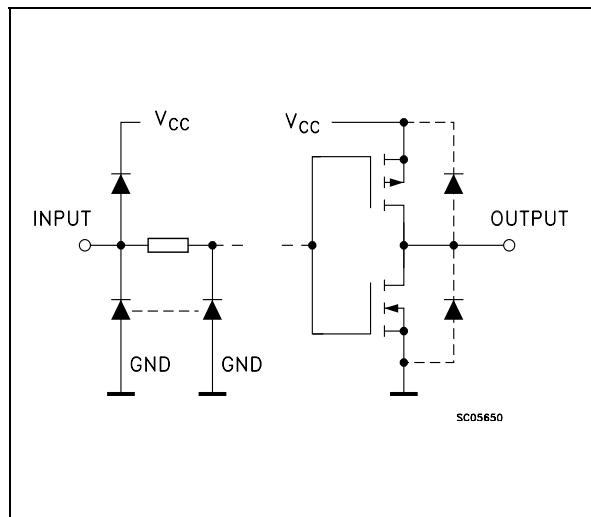 VCC
VCC
INPUT
OUTPUT
GND
GND
SC05650